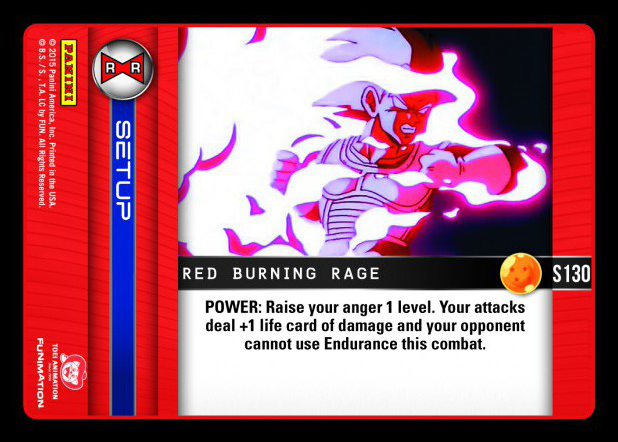 PANINI
© 2015 Panini America, Inc. Printed in the USA.
© B.S. / S., T.A. LC by FUN. All Rights Reserved.
R R
SETUP
RED BURNING RAGE
S130
POWER: Raise your anger 1 level. Your attacks
deal +1 life card of damage and your opponent
cannot use Endurance this combat.
TOEI ANIMATION
FUNIMATION